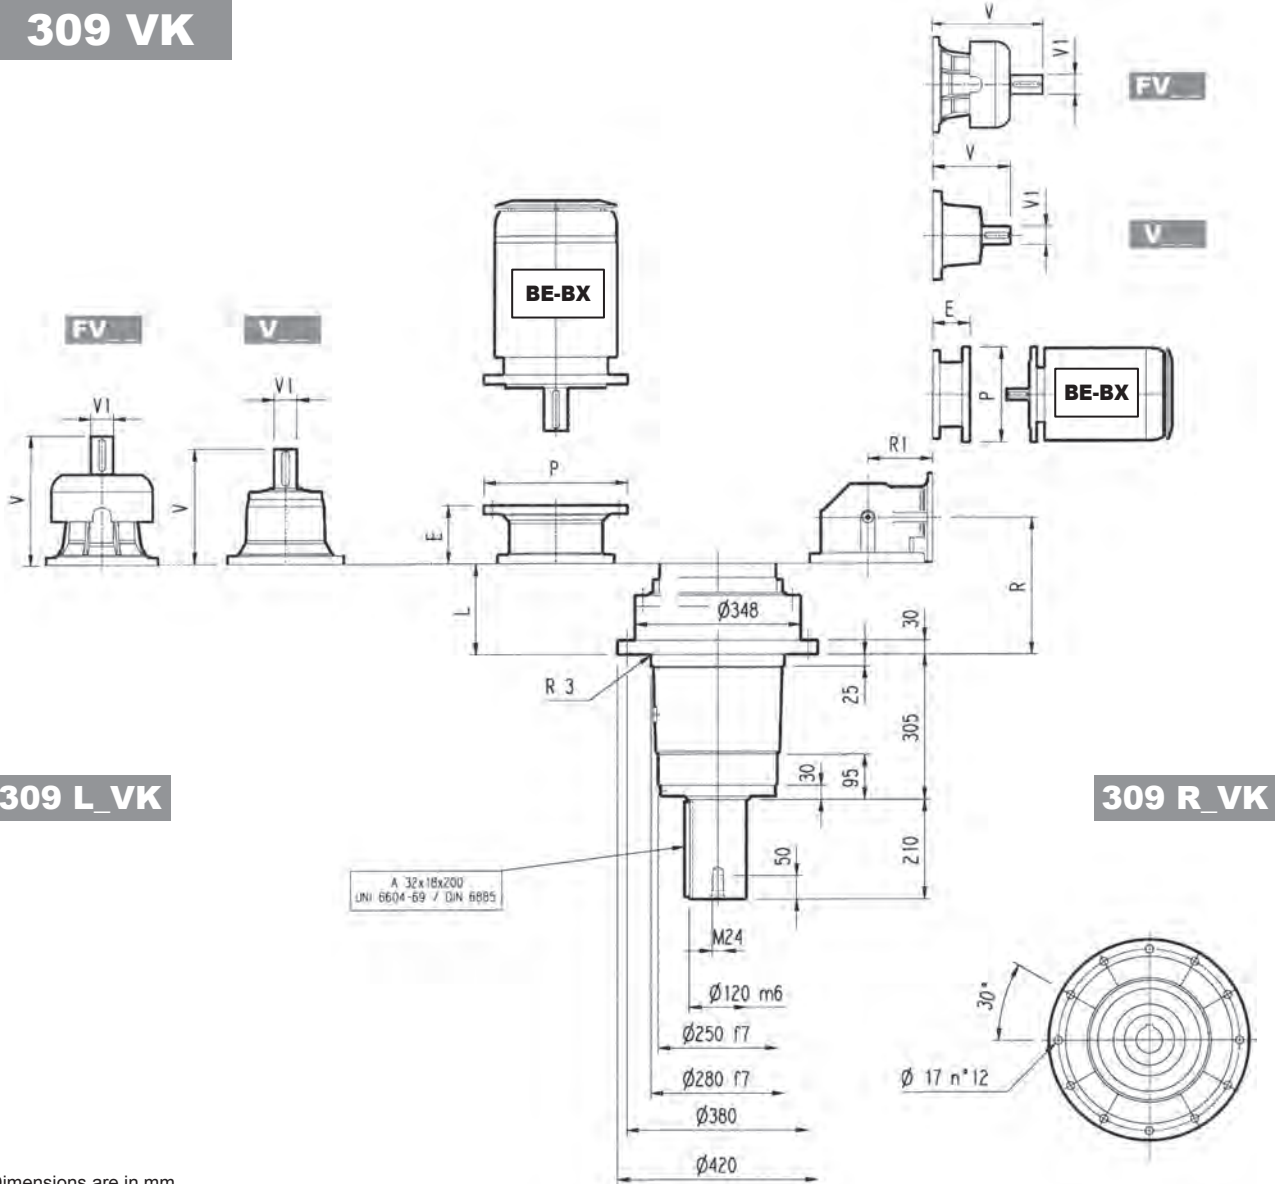 309 VK
V
V1
FV__
V
V1
V__
BE-BX
FV__
V__
E
P
BE-BX
V1
V1
R1
P
V
V
E
L
R
Ø348
30
R 3
25
305
30
95
309 L_VK
309 R_VK
50
210
A 32x18x200
UNI 6604-69 / DIN 6885
M24
Ø120 m6
30°
Ø250 f7
Ø280 f7
Ø 17 n°12
Ø380
Ø420
Dimensions are in mm